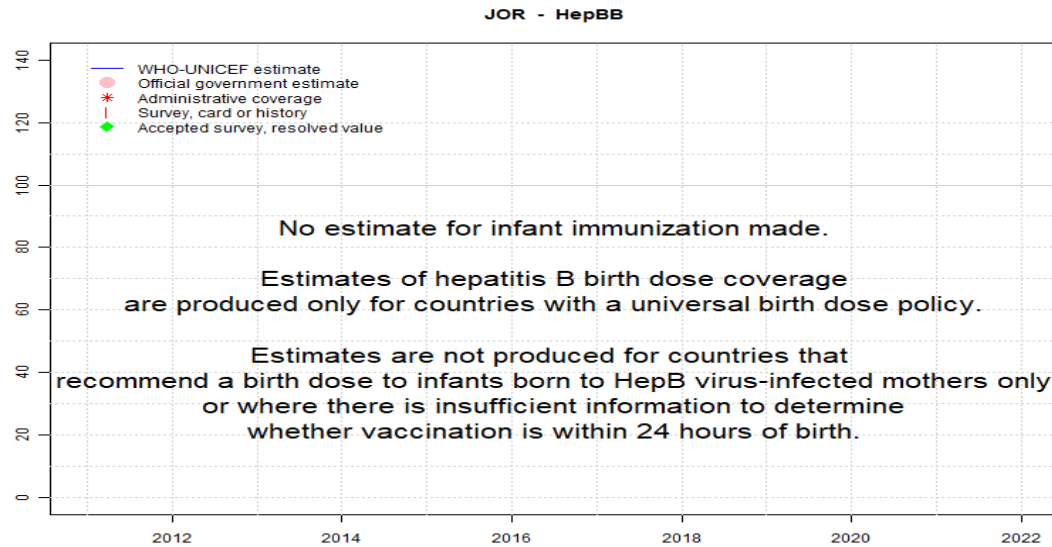 JOR - HepBB
140
120
100
80
60
40
20
0
WHO-UNICEF estimate
Official government estimate
Administrative coverage
Survey, card or history
Accepted survey, resolved value
No estimate for infant immunization made.
Estimates of hepatitis B birth dose coverage
are produced only for countries with a universal birth dose policy.
Estimates are not produced for countries that
recommend a birth dose to infants born to HepB virus-infected mothers only
or where there is insufficient information to determine
whether vaccination is within 24 hours of birth.
2012 2014 2016 2018 2020 2022